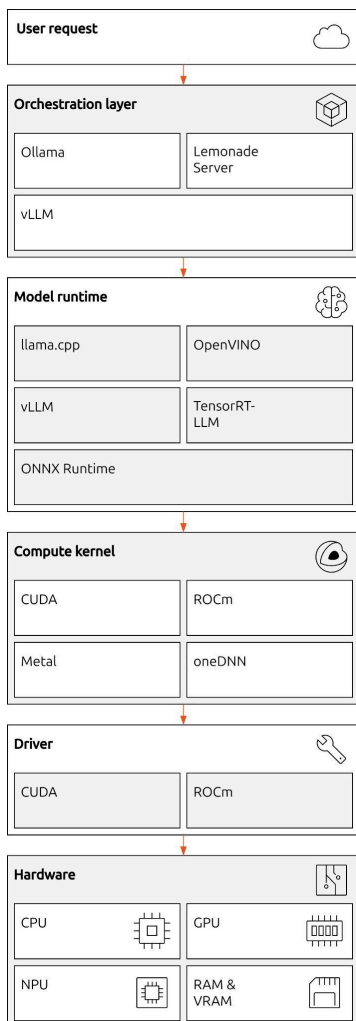 User request
Orchestration layer
Ollama
Lemonade
Server
vLLM
Model runtime
llama.cpp
OpenVINO
vLLM
TensorRT-
LLM
ONNX Runtime
Compute kernel
CUDA
ROCm
Metal
oneDNN
Driver
CUDA
ROCm
Hardware
CPU
GPU
NPU
RAM &
VRAM